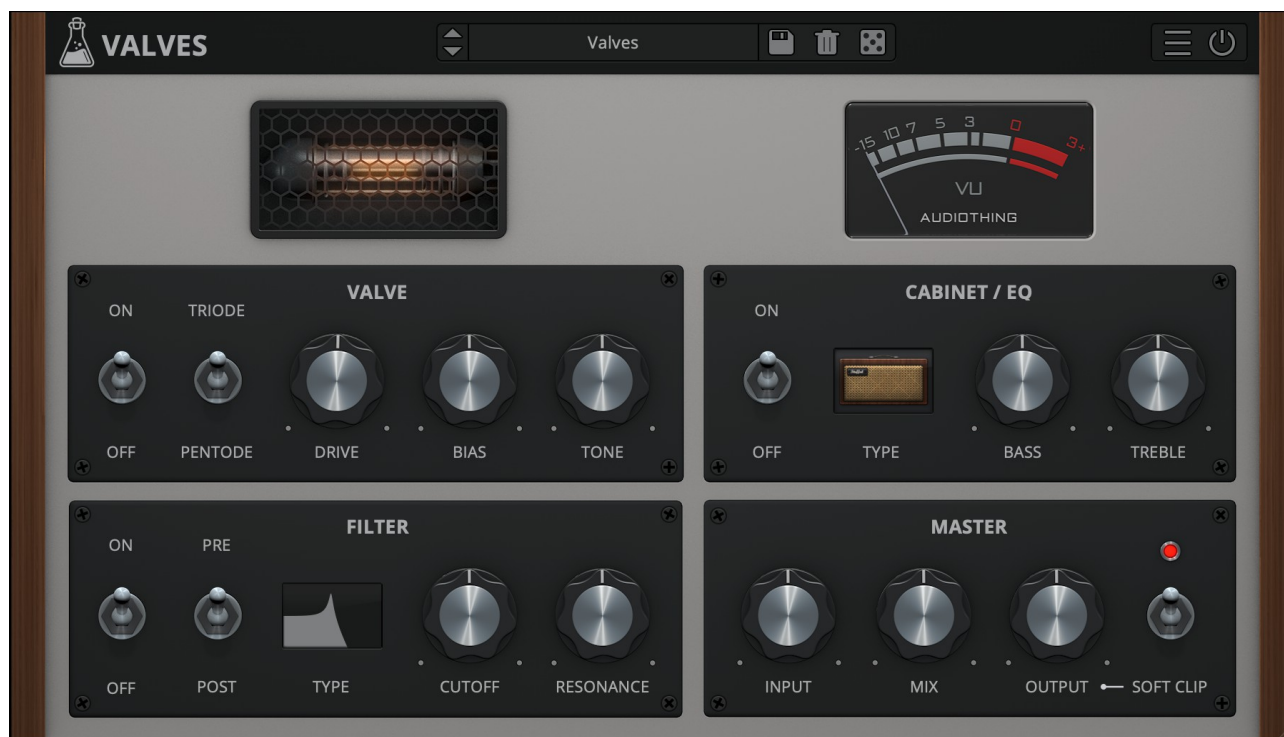 VALVES
Valves
-15 10 7 5 3 0 3+
VU
AUDIOTHING
VALVE
ON TRIODE
OFF PENTODE DRIVE BIAS TONE
CABINET / EQ
ON
OFF TYPE BASS TREBLE
FILTER
ON PRE
OFF POST TYPE CUTOFF RESONANCE
MASTER
INPUT MIX OUTPUT SOFT CLIP